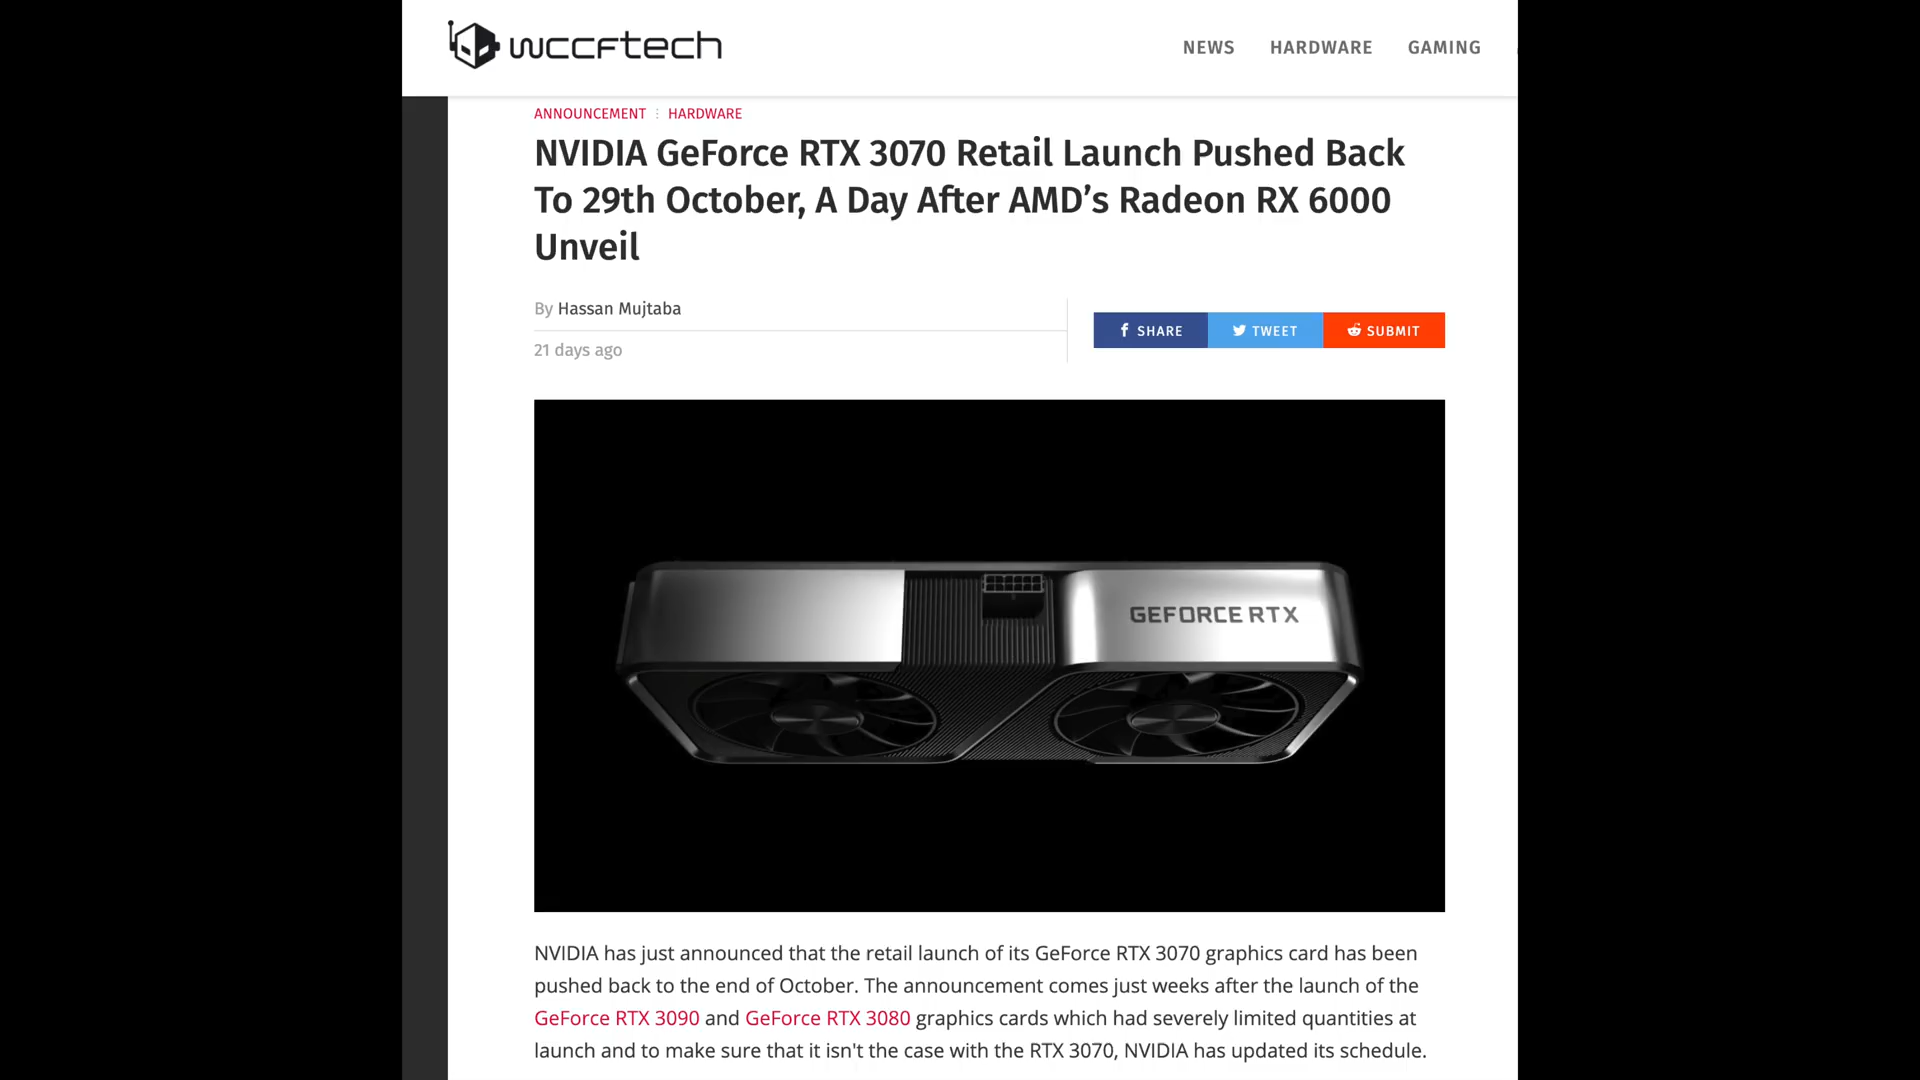 wccftech
NEWS HARDWARE GAMING
ANNOUNCEMENT HARDWARE
NVIDIA GeForce RTX 3070 Retail Launch Pushed Back
To 29th October, A Day After AMD’s Radeon RX 6000
Unveil
By Hassan Mujtaba
21 days ago
SHARE TWEET SUBMIT
GEFORCE RTX
NVIDIA has just announced that the retail launch of its GeForce RTX 3070 graphics card has been
pushed back to the end of October. The announcement comes just weeks after the launch of the
GeForce RTX 3090 and GeForce RTX 3080 graphics cards which had severely limited quantities at
launch and to make sure that it isn't the case with the RTX 3070, NVIDIA has updated its schedule.